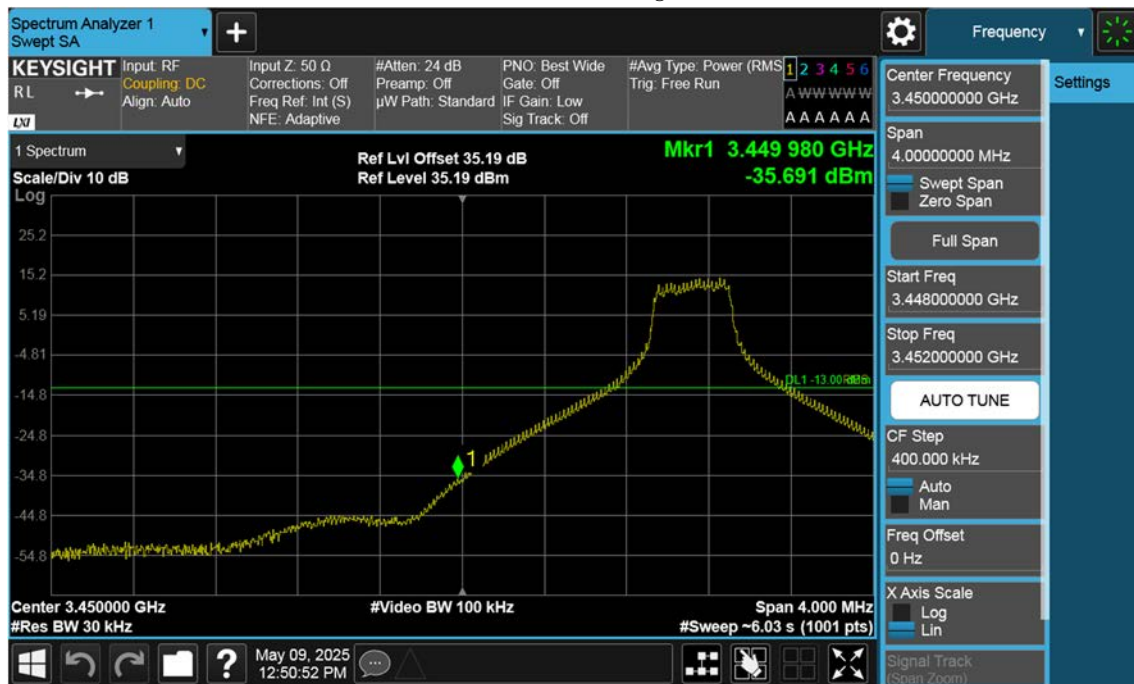 Spectrum Analyzer 1
Swept SA
+
Frequency
KEYSIGHT
RL
LXI
Input: RF
Coupling: DC
Align: Auto
Input Z: 50 Ω
Corrections: Off
Freq Ref: Int (S)
NFE: Adaptive
#Atten: 24 dB
Preamp: Off
µW Path: Standard
PNO: Best Wide
Gate: Off
IF Gain: Low
Sig Track: Off
#Avg Type: Power (RMS
Trig: Free Run
1 2 3 4 5 6
A W W W W W
A A A A A A
1 Spectrum
Scale/Div 10 dB
Ref Lvl Offset 35.19 dB
Ref Level 35.19 dBm
Mkr1 3.449 980 GHz
-35.691 dBm
Log
25.2
15.2
5.19
-4.81
-14.8
-24.8
-34.8
-44.8
-54.8
DL1 -13.00
1
Center 3.450000 GHz
#Video BW 100 kHz
Span 4.000 MHz
#Res BW 30 kHz
#Sweep ~6.03 s (1001 pts)
?
May 09, 2025
12:50:52 PM
Center Frequency
3.450000000 GHz
Settings
Span
4.00000000 MHz
Swept Span
Zero Span
Full Span
Start Freq
3.448000000 GHz
Stop Freq
3.452000000 GHz
AUTO TUNE
CF Step
400.000 kHz
Auto
Man
Freq Offset
0 Hz
X Axis Scale
Log
Lin
Signal Track
(Span Zoom)